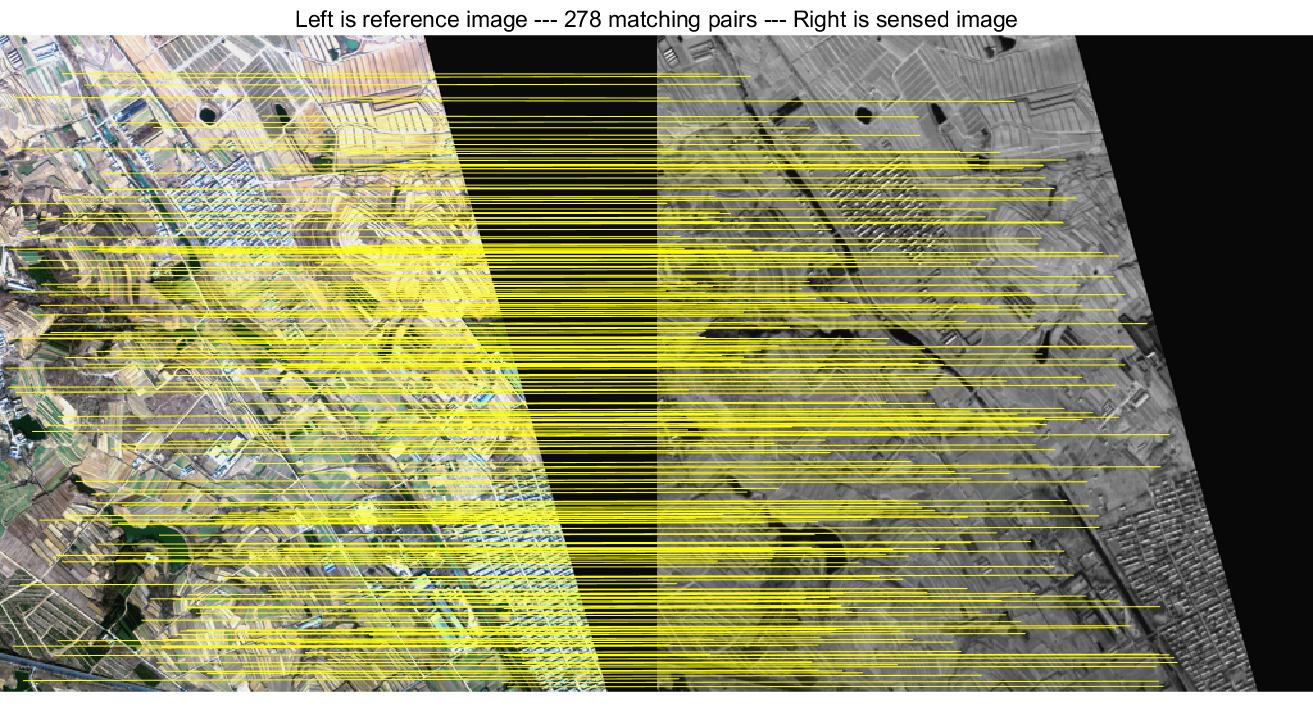 Left is reference image --- 278 matching pairs --- Right is sensed image